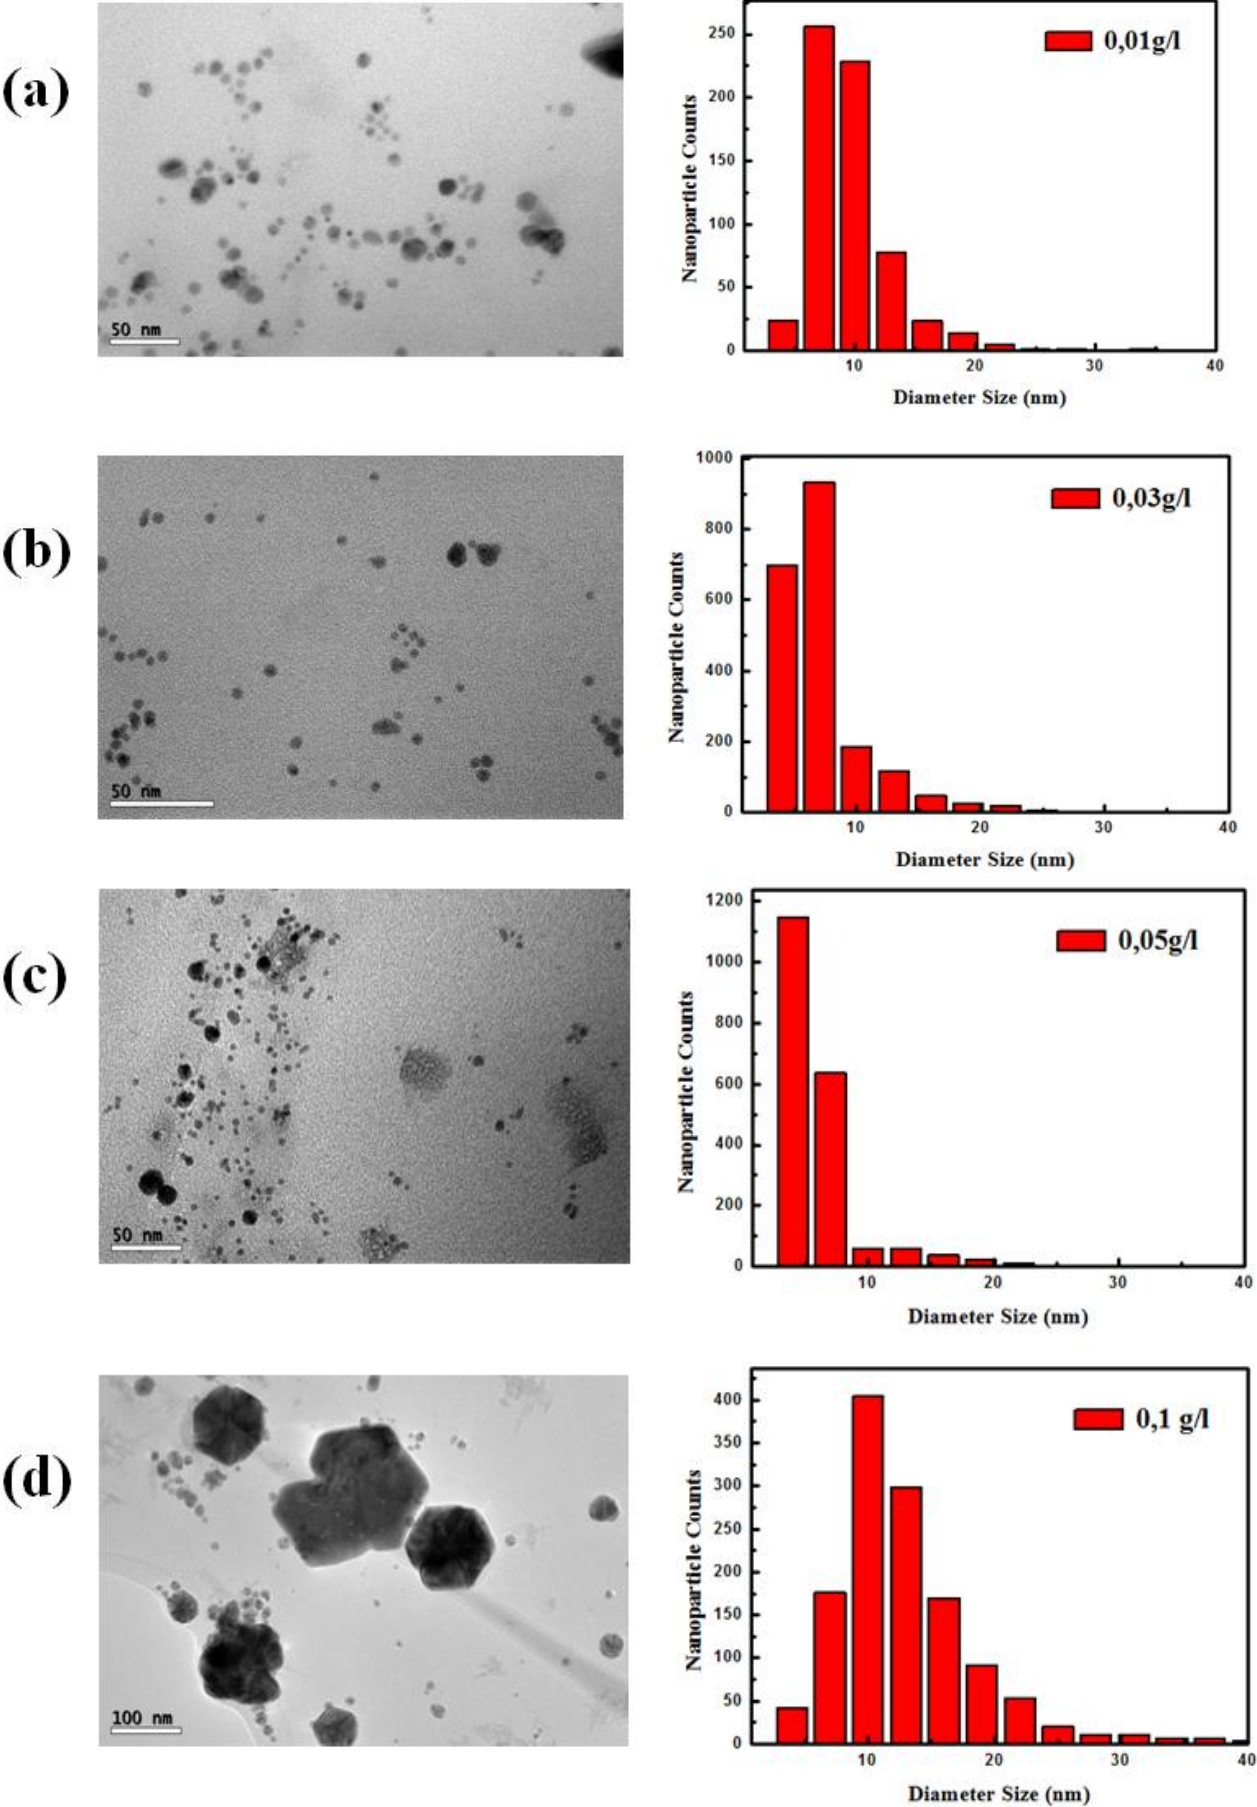 (a)
50 nm
0,01g/l
Nanoparticle Counts
250
200
150
100
50
0
10 20 30 40
Diameter Size (nm)
(b)
50 nm
0,03g/l
Nanoparticle Counts
1000
800
600
400
200
0
10 20 30 40
Diameter Size (nm)
(c)
50 nm
0,05g/l
Nanoparticle Counts
1200
1000
800
600
400
200
0
10 20 30 40
Diameter Size (nm)
(d)
100 nm
0,1 g/l
Nanoparticle Counts
400
350
300
250
200
150
100
50
0
10 20 30 40
Diameter Size (nm)